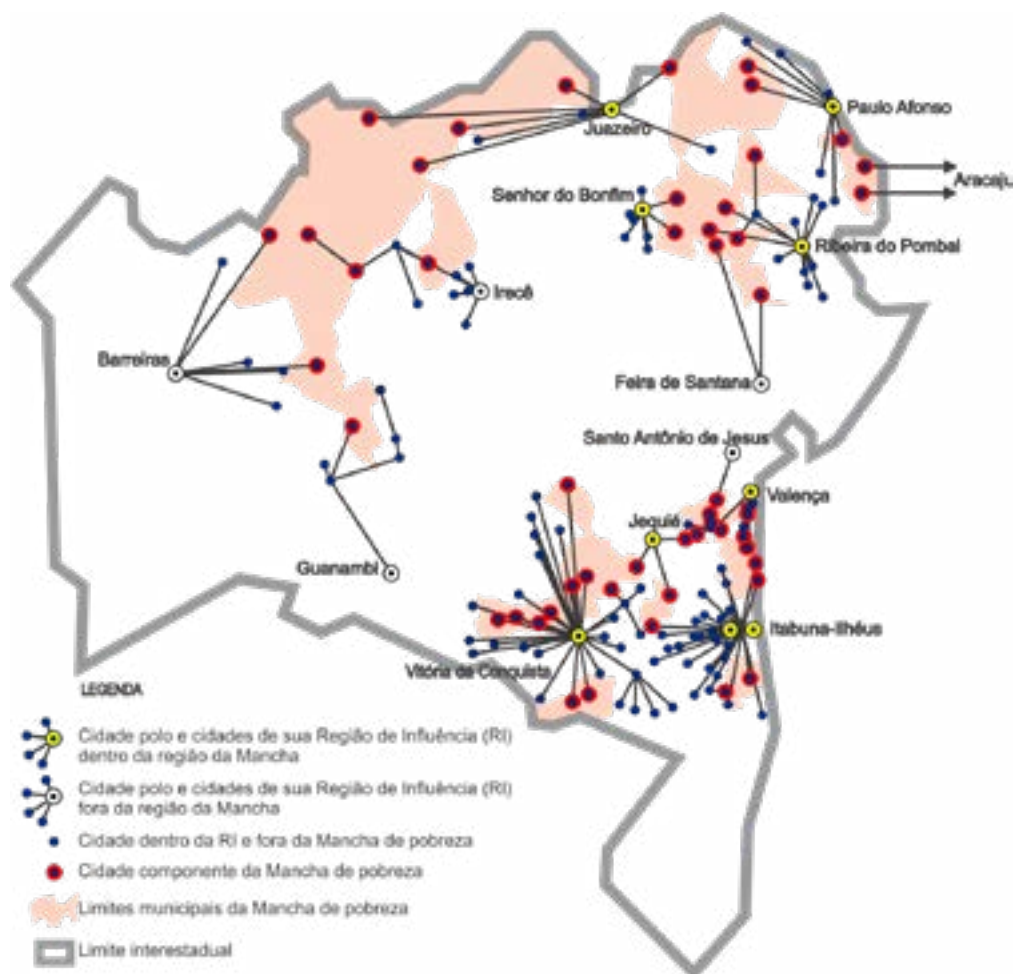 Paulo Afonso
Juazeiro
Aracaju
Senhor do Bonfim
Ribeira do Pombal
Irecê
Barreiras
Feira de Santana
Santo Antônio de Jesus
Valença
Jequié
Guanambi
Itabuna-Ilhéus
Vitória da Conquista
LEGENDA
Cidade polo e cidades de sua Região de Influência (RI)
dentro da região da Mancha
Cidade polo e cidades de sua Região de Influência (RI)
fora da região da Mancha
Cidade dentro da RI e fora da Mancha de pobreza
Cidade componente da Mancha de pobreza
Limites municipais da Mancha de pobreza
Limite interestadual